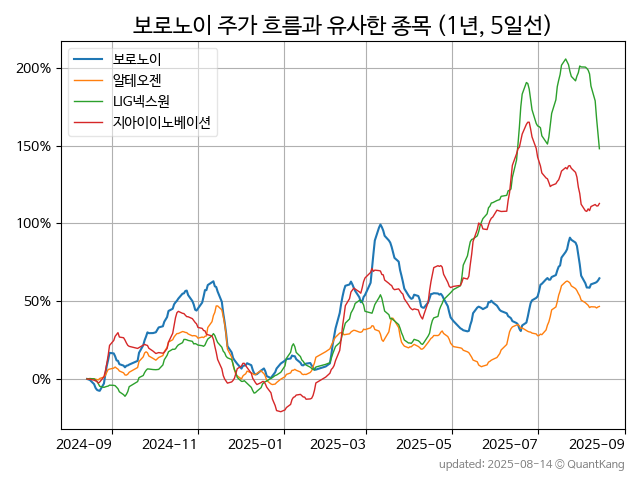 보로노이 주가 흐름과 유사한 종목 (1년, 5일선)
보로노이
알테오젠
LIG넥스원
지아이이노베이션
200%
150%
100%
50%
0%
2024-09
2024-11
2025-01
2025-03
2025-05
2025-07
2025-09
updated: 2025-08-14 © QuantKang